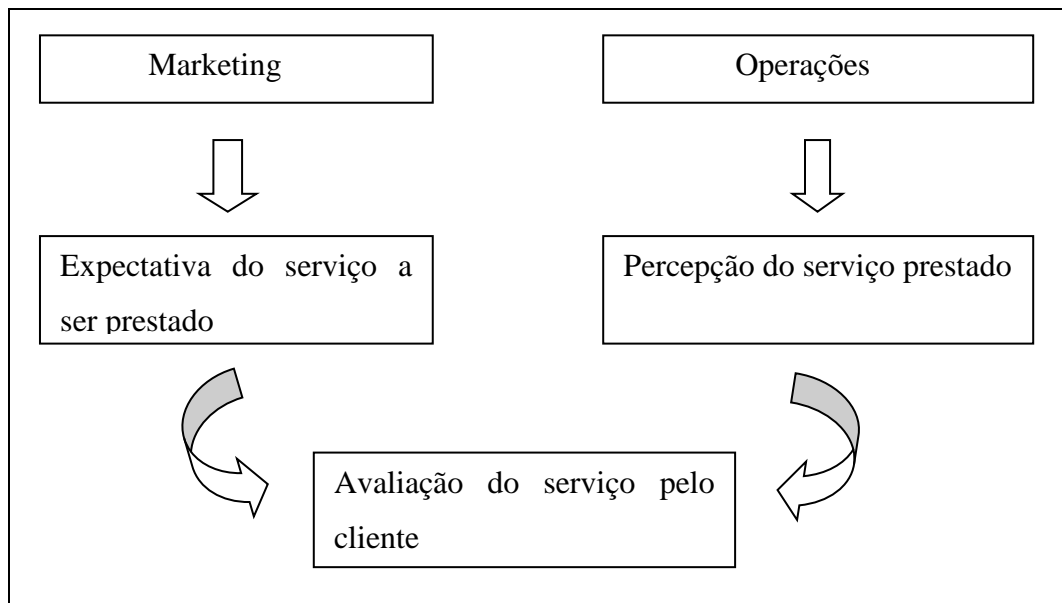 Marketing
Operações
Expectativa do serviço a
ser prestado
Percepção do serviço prestado
Avaliação do serviço pelo
cliente